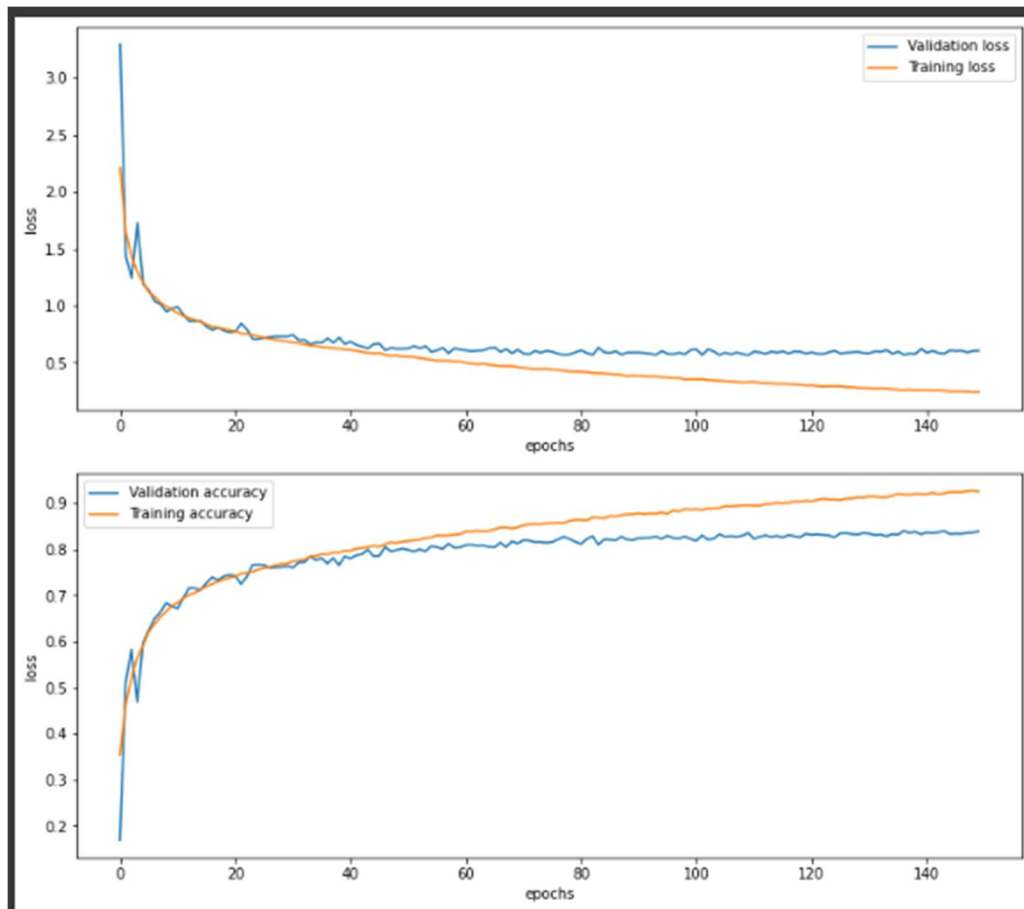 Validation loss
Training loss
3.0
2.5
2.0
1.5
1.0
0.5
loss
0 20 40 60 80 100 120 140
epochs
Validation accuracy
Training accuracy
0.9
0.8
0.7
0.6
0.5
0.4
0.3
0.2
loss
0 20 40 60 80 100 120 140
epochs